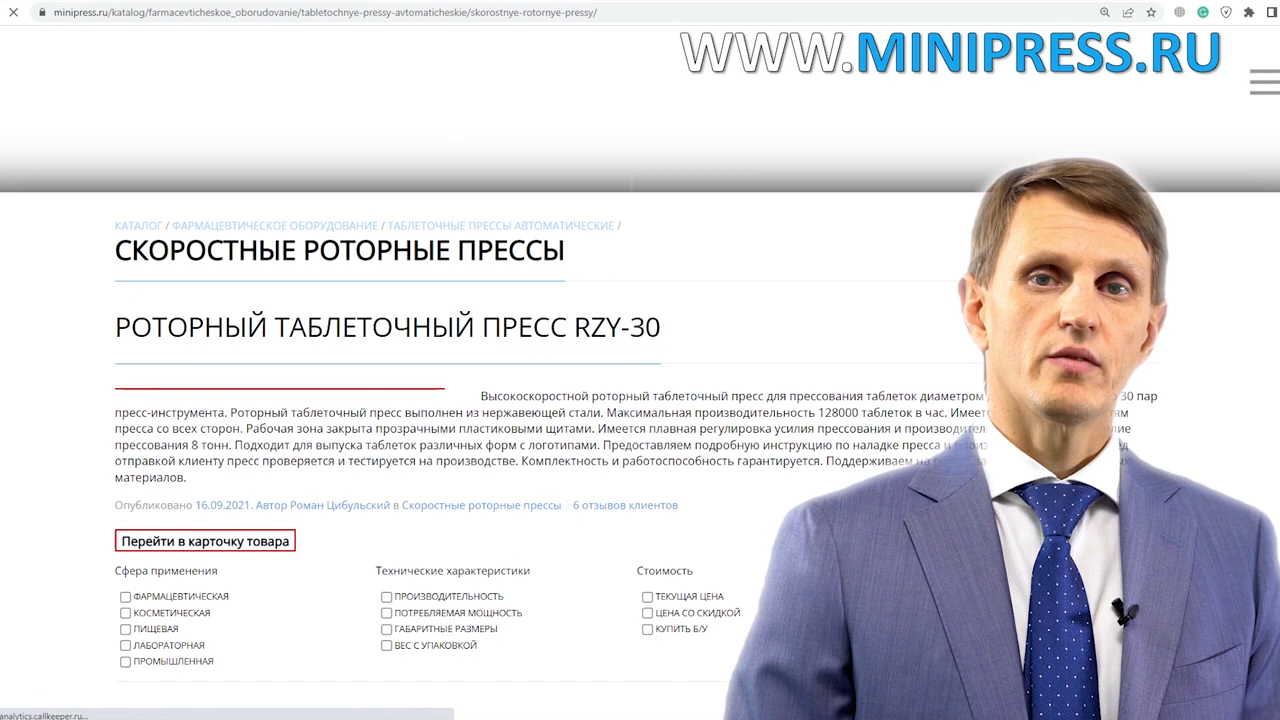 minipress.ru/katalog/farmacevticheskoe_oborudovanie/tabletochnye-pressy-avtomaticheskie/skorostnye-rotornye-pressy/
WWW.MINIPRESS.RU
КАТАЛОГ / ФАРМАЦЕВТИЧЕСКОЕ ОБОРУДОВАНИЕ / ТАБЛЕТОЧНЫЕ ПРЕССЫ АВТОМАТИЧЕСКИЕ /
СКОРОСТНЫЕ РОТОРНЫЕ ПРЕССЫ
РОТОРНЫЙ ТАБЛЕТОЧНЫЙ ПРЕСС RZY-30
Высокоскоростной роторный таблеточный пресс для прессования таблеток диаметром 30 пар
пресс-инструмента. Роторный таблеточный пресс выполнен из нержавеющей стали. Максимальная производительность 128000 таблеток в час.
пресса со всех сторон. Рабочая зона закрыта прозрачными пластиковыми щитами. Имеется плавная регулировка усилия прессования и
прессования 8 тонн. Подходит для выпуска таблеток различных форм с логотипами. Предоставляем подробную инструкцию по наладке пресса и
отправкой клиенту пресс проверяется и тестируется на производстве. Комплектность и работоспособность гарантируется. Поддерживаем на
материалов.
Опубликовано 16.09.2021. Автор Роман Цибульский в Скоростные роторные прессы 6 отзывов клиентов
Перейти в карточку товара
Сфера применения Технические характеристики Стоимость
ФАРМАЦЕВТИЧЕСКАЯ ПРОИЗВОДИТЕЛЬНОСТЬ ТЕКУЩАЯ ЦЕНА
КОСМЕТИЧЕСКАЯ ПОТРЕБЛЯЕМАЯ МОЩНОСТЬ ЦЕНА СО СКИДКОЙ
ПИЩЕВАЯ ГАБАРИТНЫЕ РАЗМЕРЫ КУПИТЬ Б/У
ЛАБОРАТОРНАЯ ВЕС С УПАКОВКОЙ
ПРОМЫШЛЕННАЯ
analytics.callkeeper.ru...